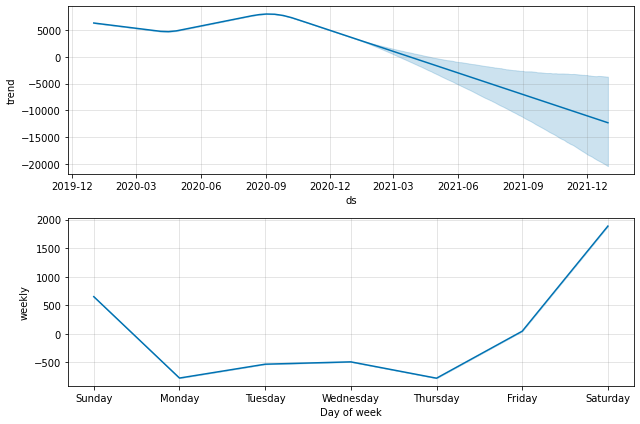 5000
0
−5000
−10000
−15000
−20000
trend
2019-12 2020-03 2020-06 2020-09 2020-12 2021-03 2021-06 2021-09 2021-12
ds
2000
1500
1000
500
0
−500
weekly
Sunday Monday Tuesday Wednesday Thursday Friday Saturday
Day of week